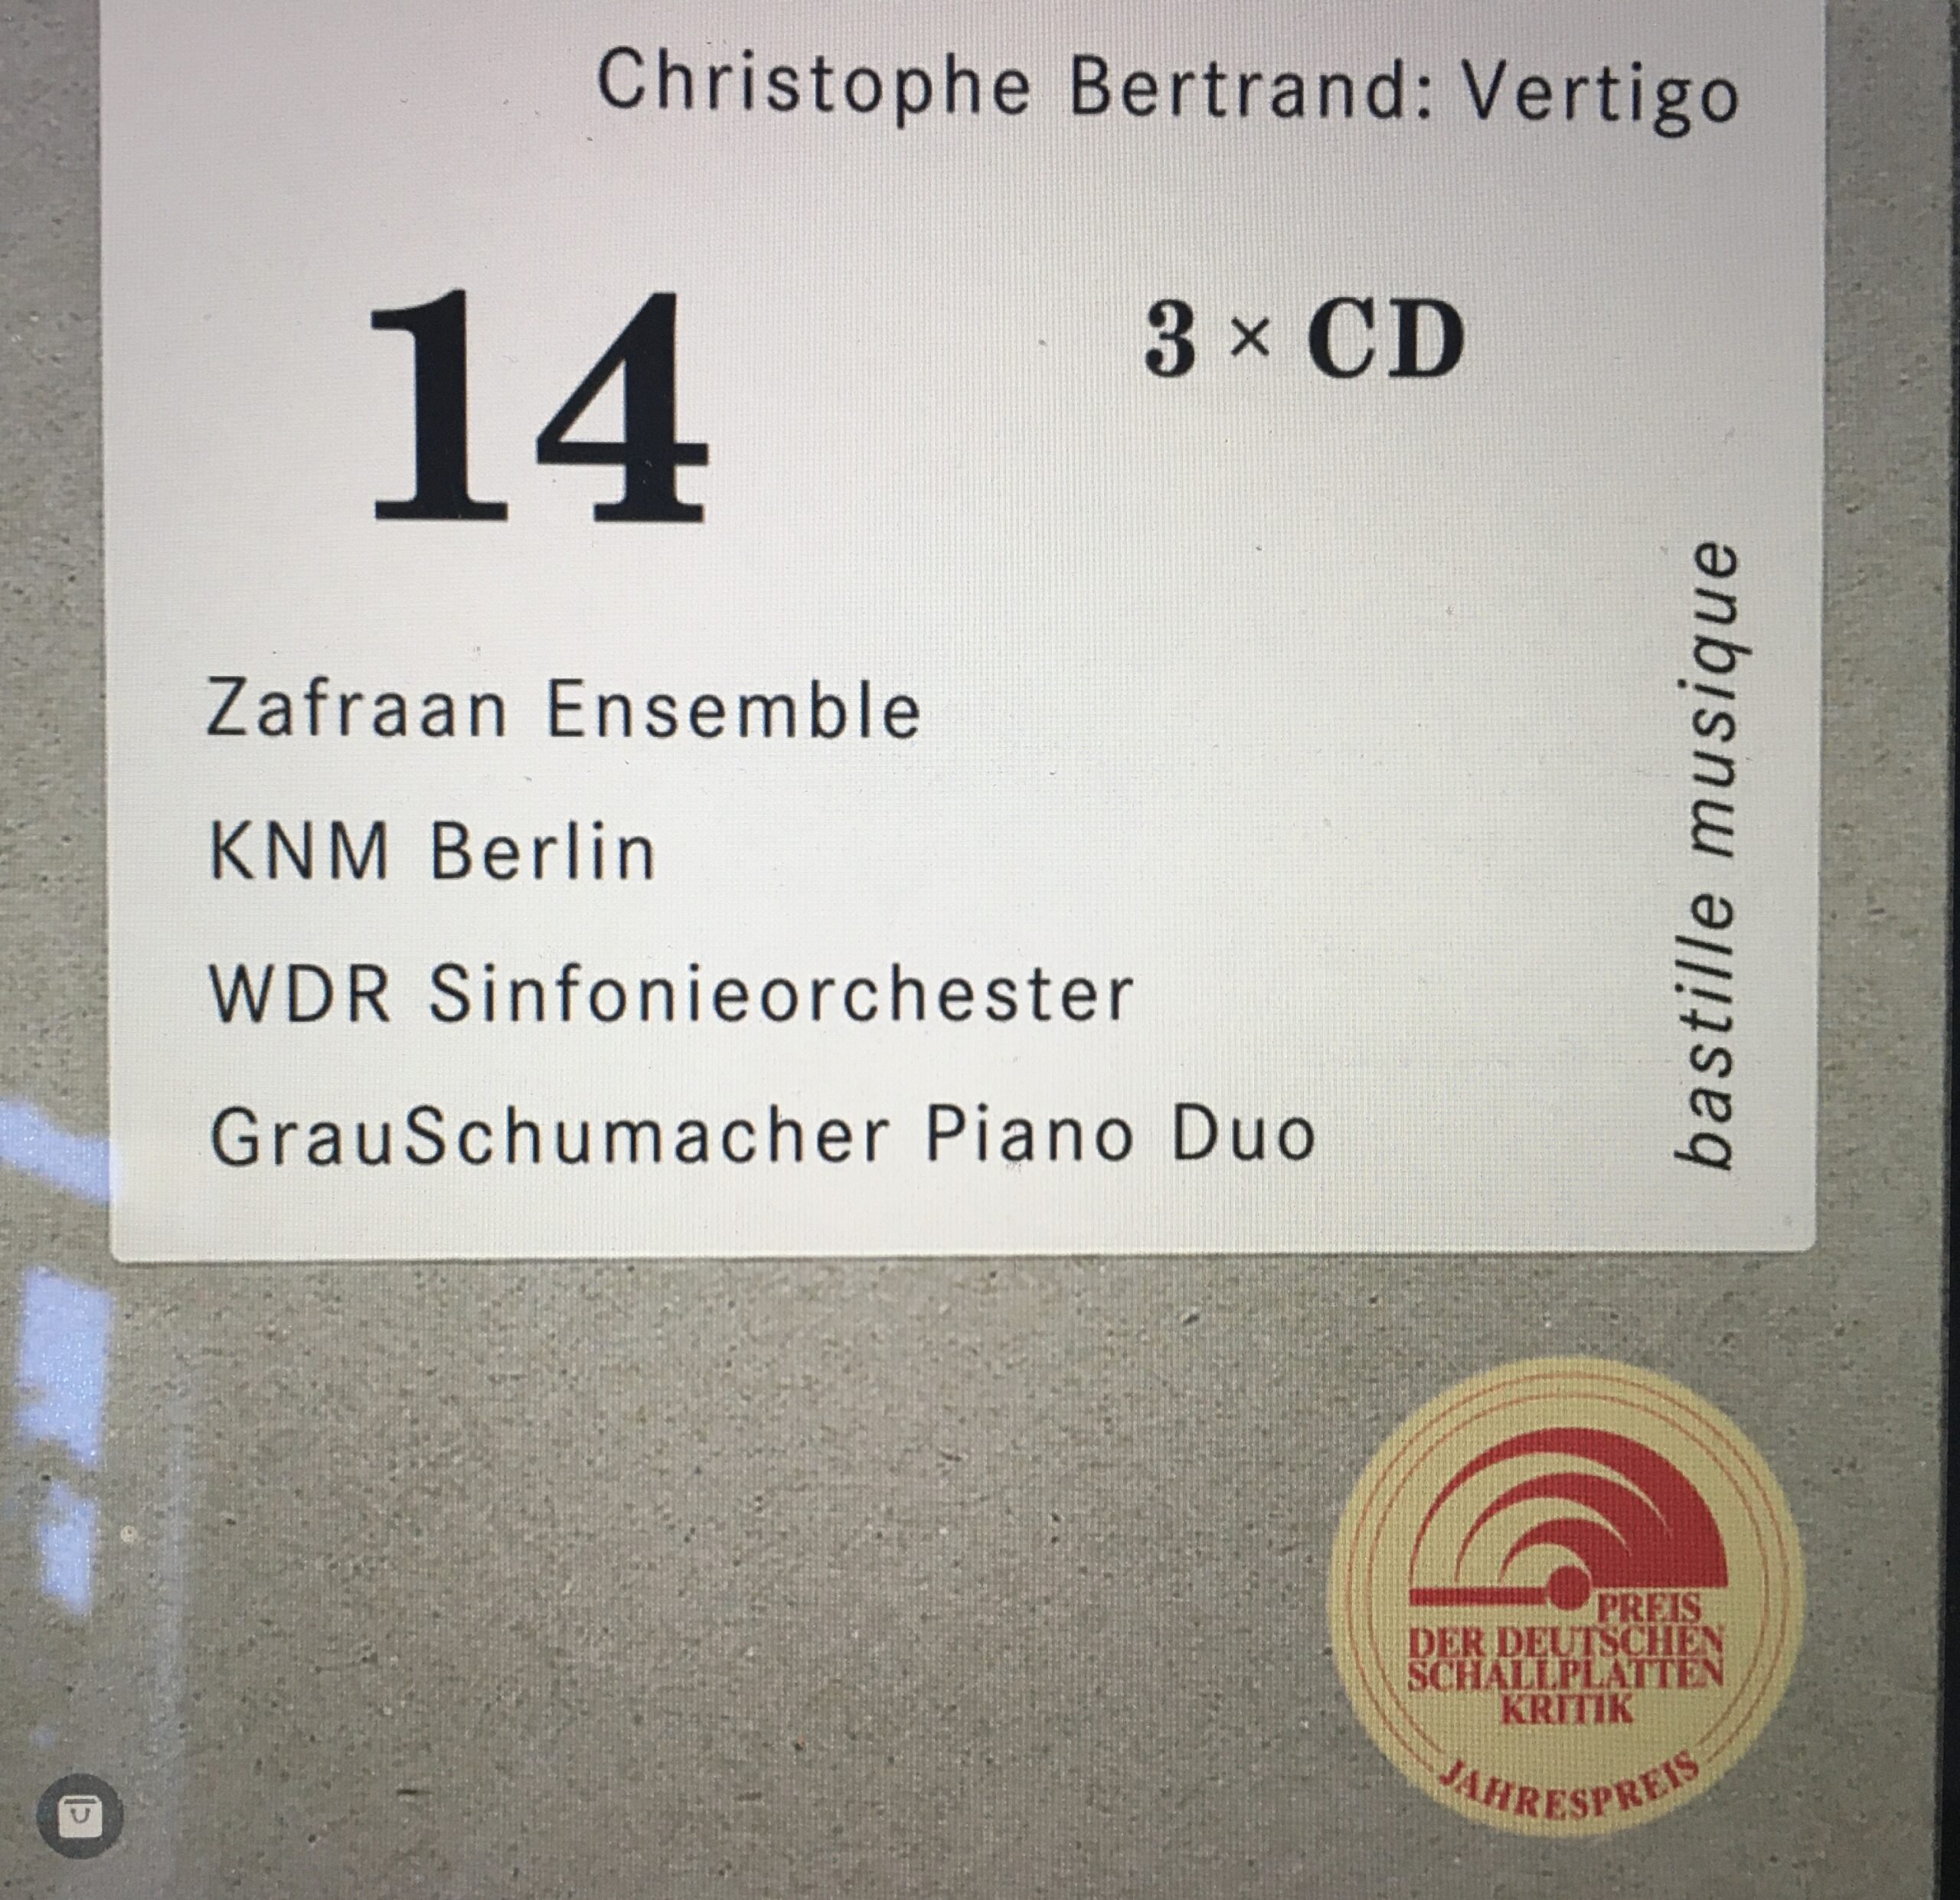 Christophe Bertrand: Vertigo
14
3 × CD
Zafraan Ensemble
KNM Berlin
WDR Sinfonieorchester
GrauSchumacher Piano Duo
bastille musique
PREIS
DER DEUTSCHEN
SCHALLPLATTEN
KRITIK
JAHRESPREIS